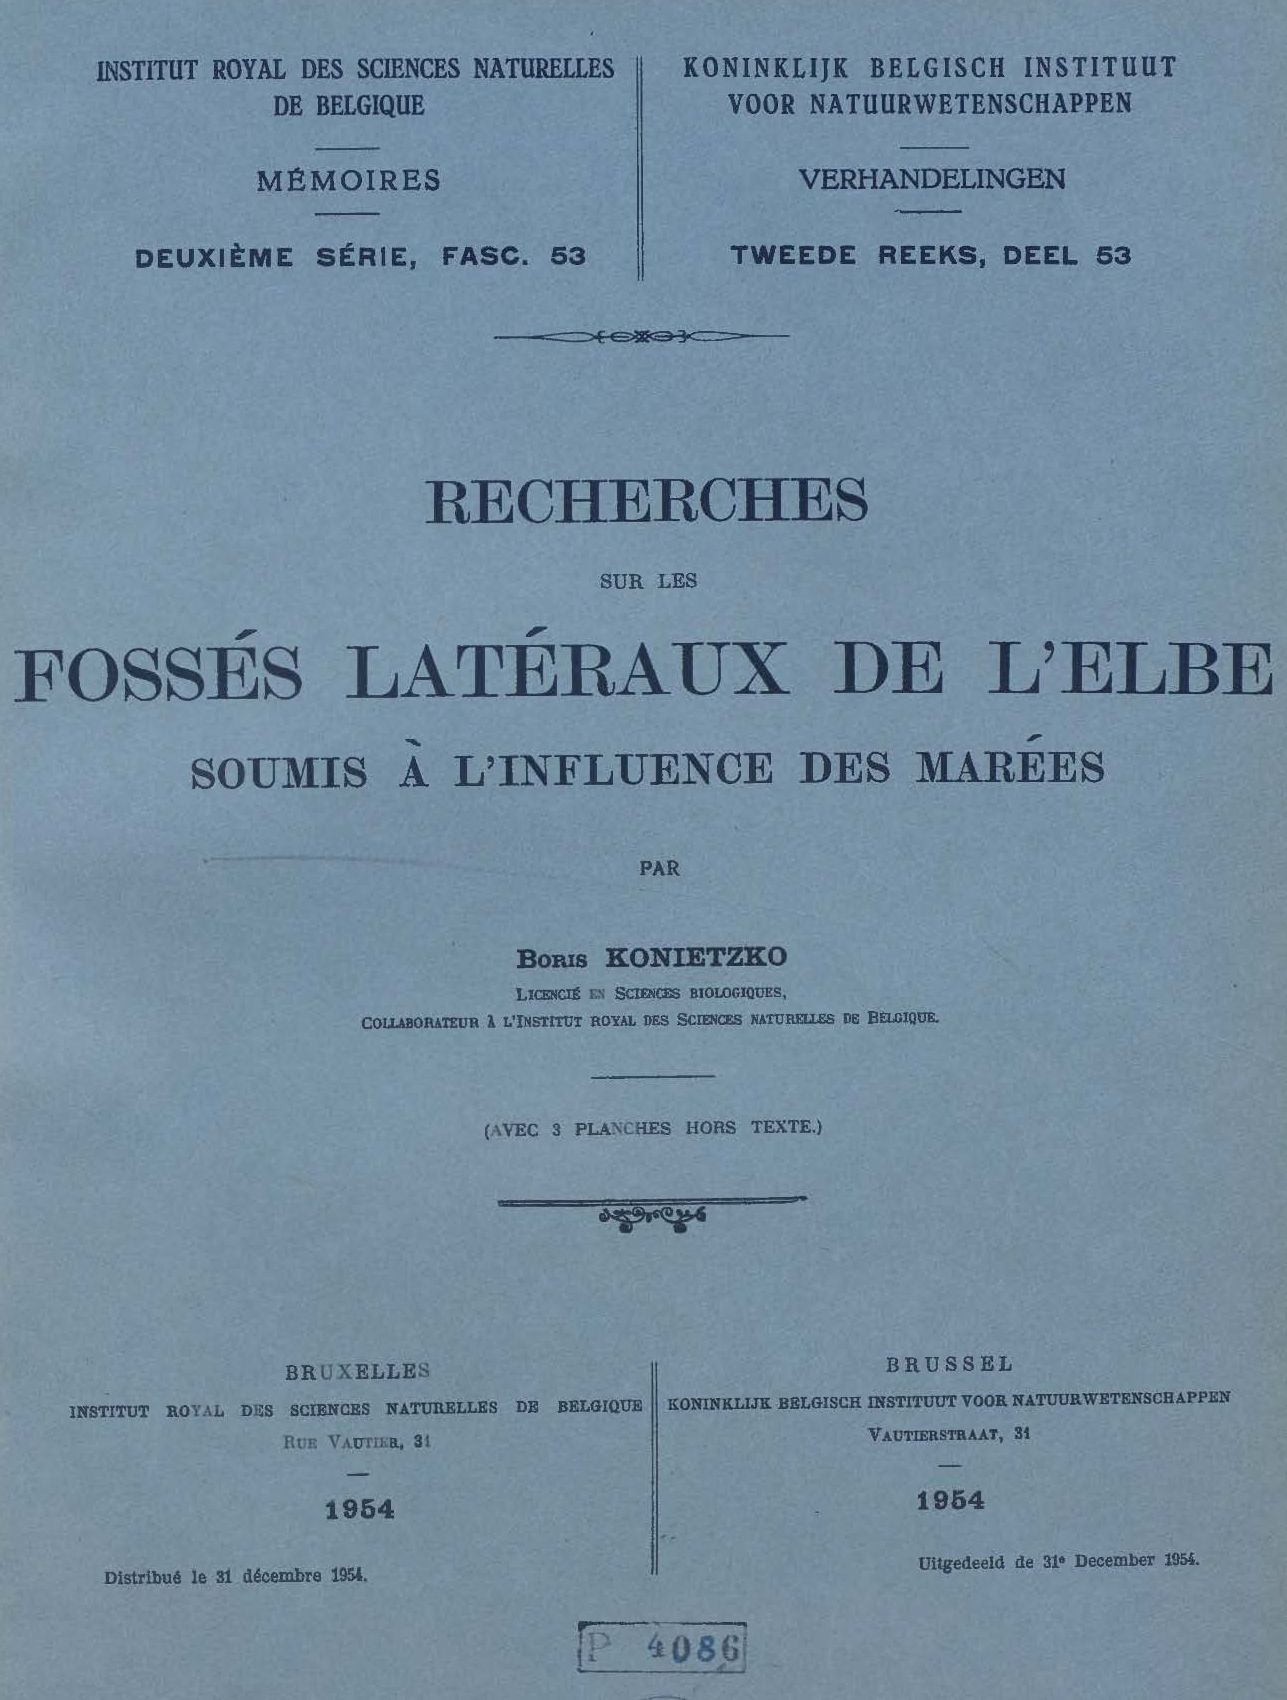 INSTITUT ROYAL DES SCIENCES NATURELLES
DE BELGIQUE
MÉMOIRES
DEUXIÈME SÉRIE, FASC. 53
KONINKLIJK BELGISCH INSTITUUT
VOOR NATUURWETENSCHAPPEN
VERHANDELINGEN
TWEEDE REEKS, DEEL 53
RECHERCHES
SUR LES
FOSSÉS LATÉRAUX DE L'ELBE
SOUMIS À L'INFLUENCE DES MARÉES
PAR
BORIS KONIETZKO
LICENCIÉ EN SCIENCES BIOLOGIQUES,
COLLABORATEUR À L'INSTITUT ROYAL DES SCIENCES NATURELLES DE BELGIQUE.
(AVEC 3 PLANCHES HORS TEXTE.)
BRUXELLES
INSTITUT ROYAL DES SCIENCES NATURELLES DE BELGIQUE
RUE VAUTIER, 31
1954
Distribué le 31 décembre 1954.
BRUSSEL
KONINKLIJK BELGISCH INSTITUUT VOOR NATUURWETENSCHAPPEN
VAUTIERSTRAAT, 31
1954
Uitgedeeld de 31e December 1954.
P 4086